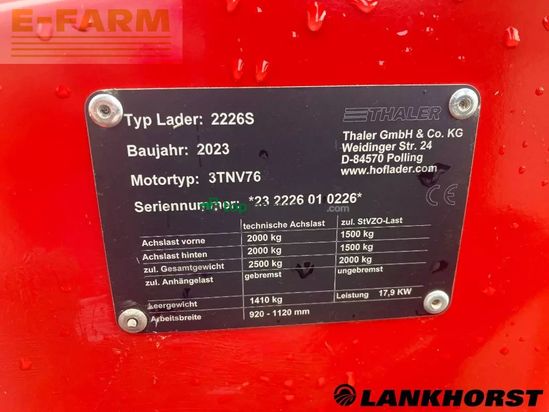 E-FARM
Typ Lader: 2226S
THALER
Baujahr: 2023
Thaler GmbH & Co. KG
Weidinger Str. 24
D-84570 Polling
www.hoflader.com
Motortyp: 3TNV76
Seriennummer: *23 2226 01 0226*
CE
technische Achslast zul. StVZO-Last
Achslast vorne 2000 kg 1500 kg
Achslast hinten 2000 kg 1500 kg
zul. Gesamtgewicht 2500 kg 2000 kg
zul. Anhängelast gebremst ungebremst
Leergewicht 1410 kg Leistung 17,9 KW
Arbeitsbreite 920 - 1120 mm
LANKHORST